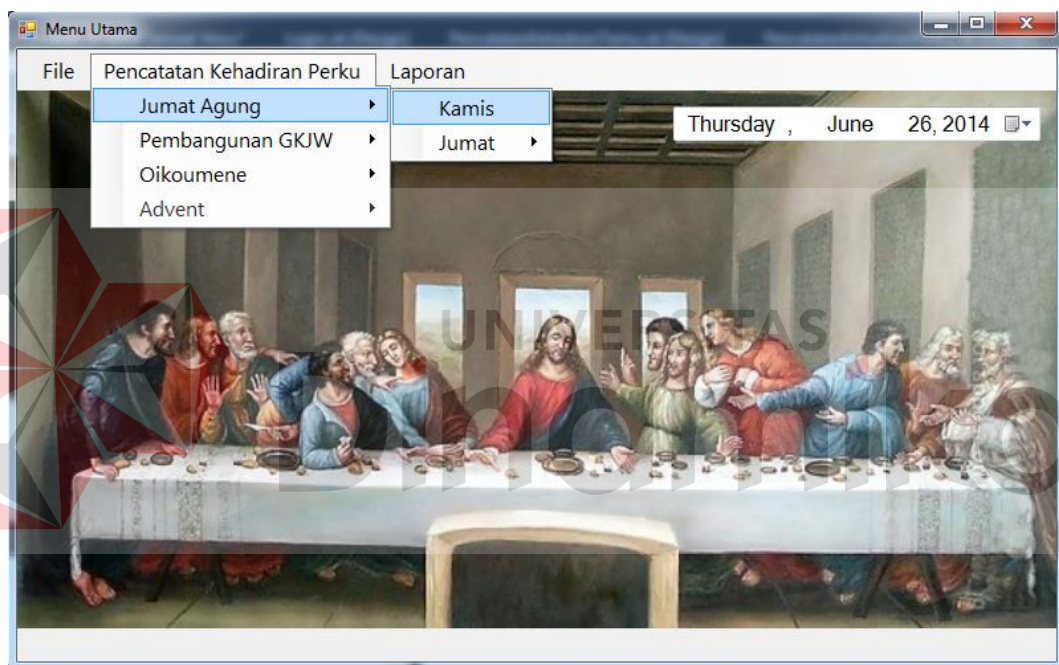 Menu Utama
File Pencatatan Kehadiran Perku Laporan
Jumat Agung Kamis
Thursday , June 26, 2014
Pembangunan GKJW Jumat
Oikoumene
Advent
UNIVERSITAS
Dinamika